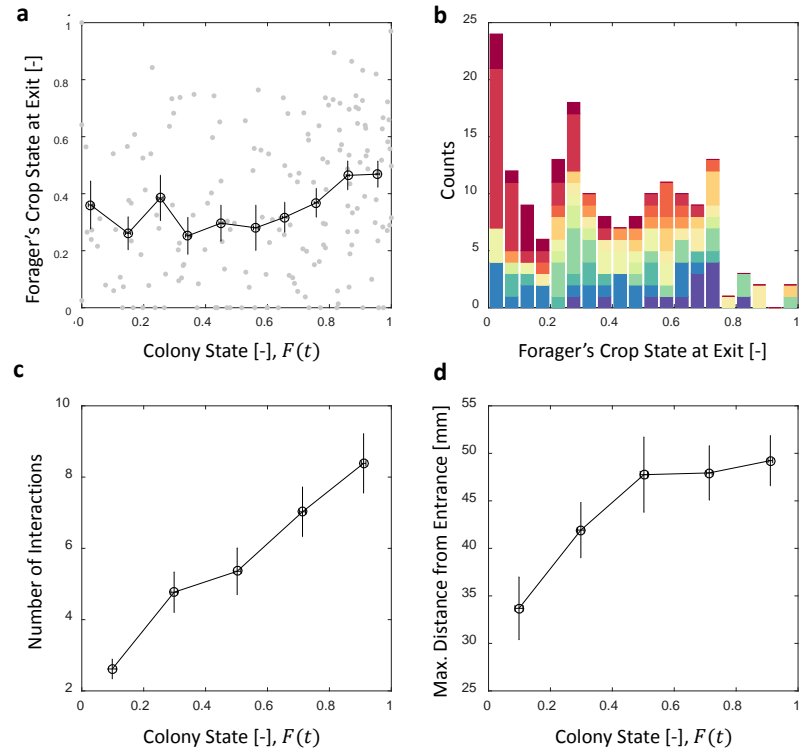 a
Forager's Crop State at Exit [-]
1
0.8
0.6
0.4
0.2
0
0.2 0.4 0.6 0.8 1
Colony State [-], F(t)
b
Counts
25
20
15
10
5
0
0 0.2 0.4 0.6 0.8 1
Forager's Crop State at Exit [-]
c
Number of Interactions
10
8
6
4
2
0 0.2 0.4 0.6 0.8 1
Colony State [-], F(t)
d
Max. Distance from Entrance [mm]
55
50
45
40
35
30
25
0 0.2 0.4 0.6 0.8 1
Colony State [-], F(t)